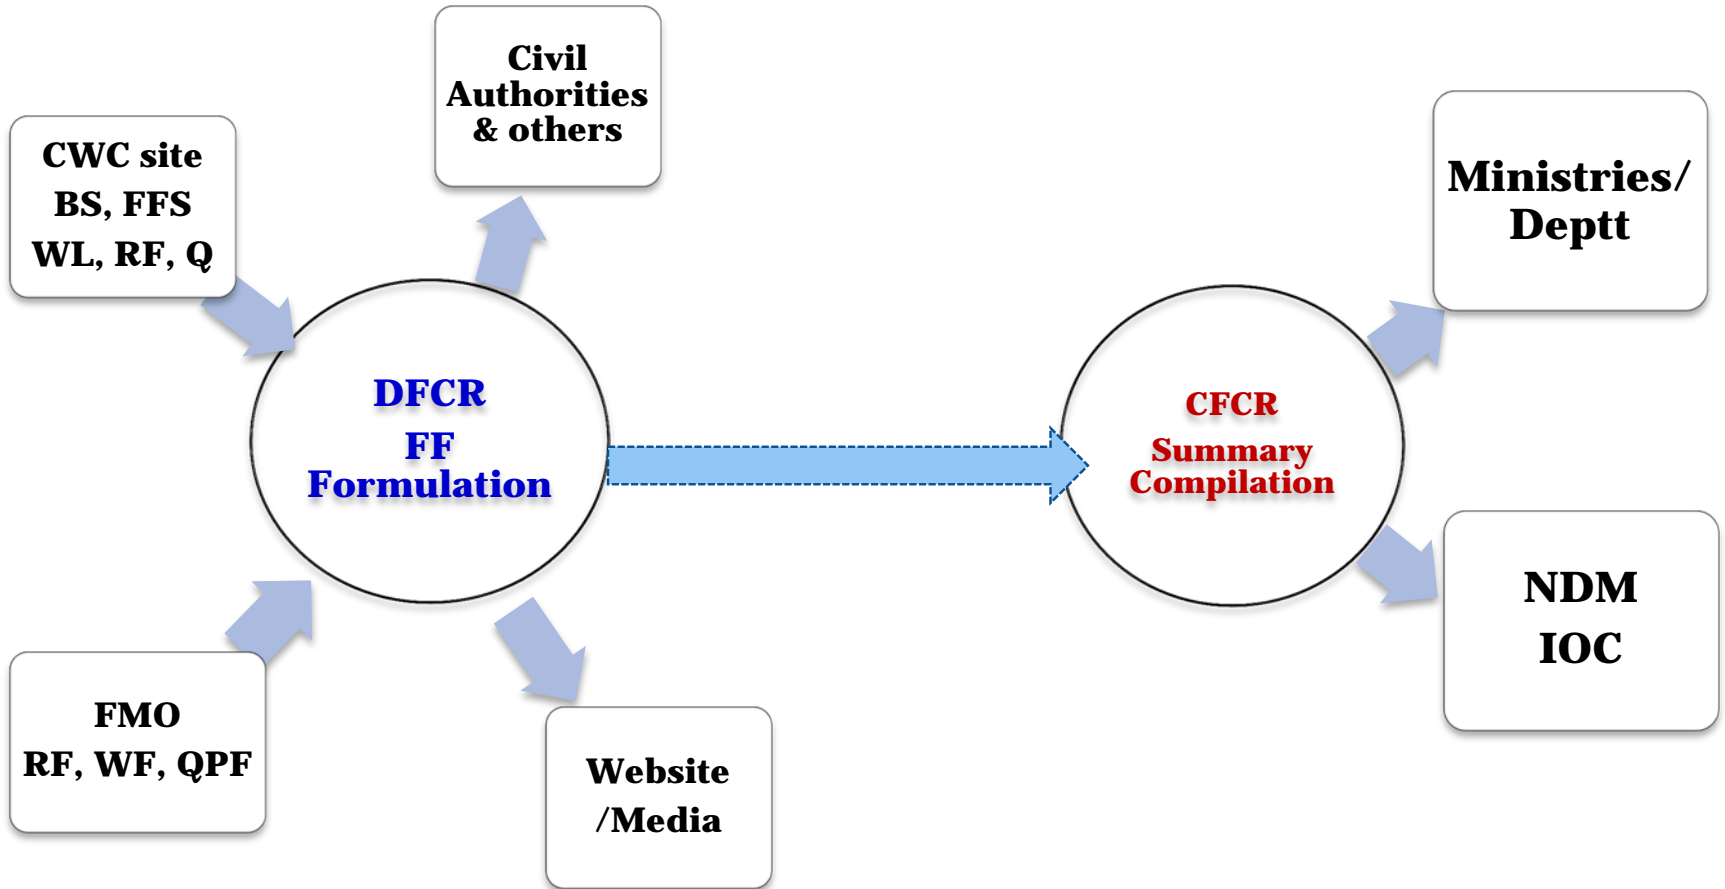 Civil
Authorities
& others
CWC site
BS, FFS
WL, RF, Q
DFCR
FF
Formulation
FMO
RF, WF, QPF
Website
/Media
CFCR
Summary
Compilation
Ministries/
Deptt
NDM
IOC